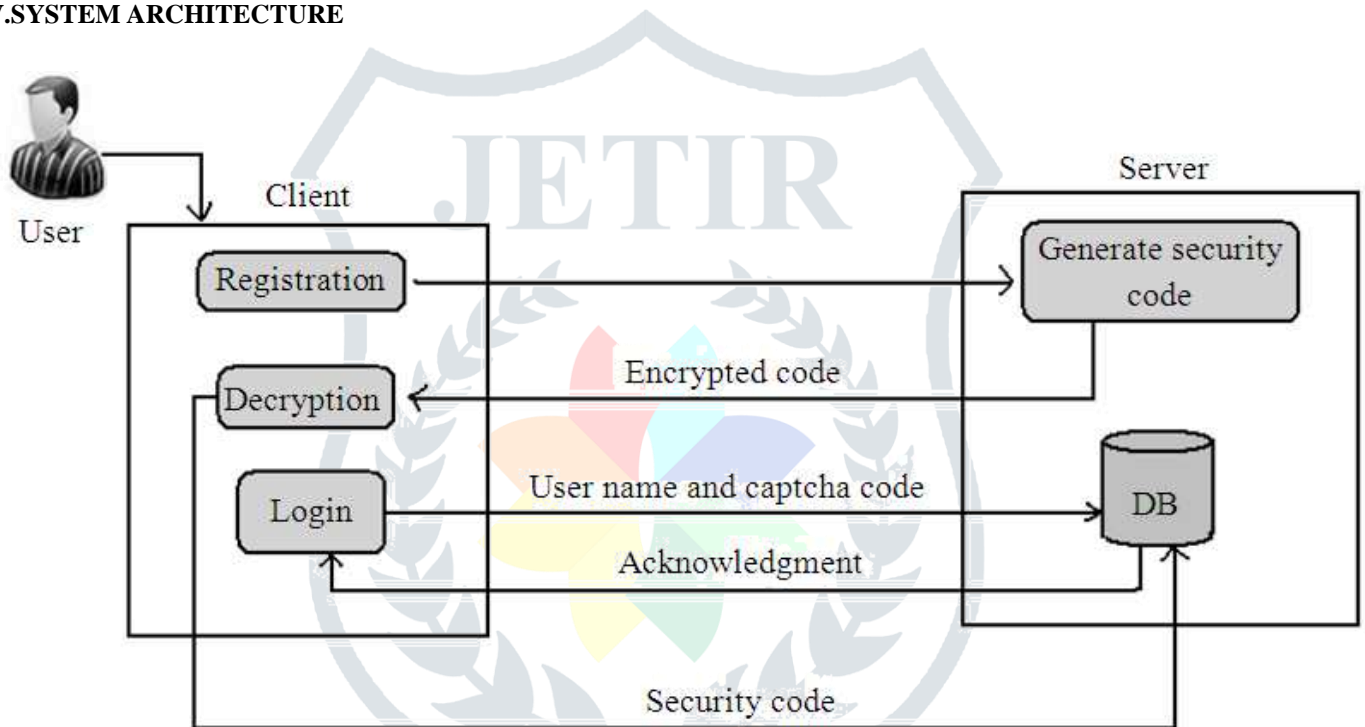 .SYSTEM ARCHITECTURE
JETIR
User
Client
Server
Registration
Generate security
code
Encrypted code
Decryption
User name and captcha code
Login
DB
Acknowledgment
Security code